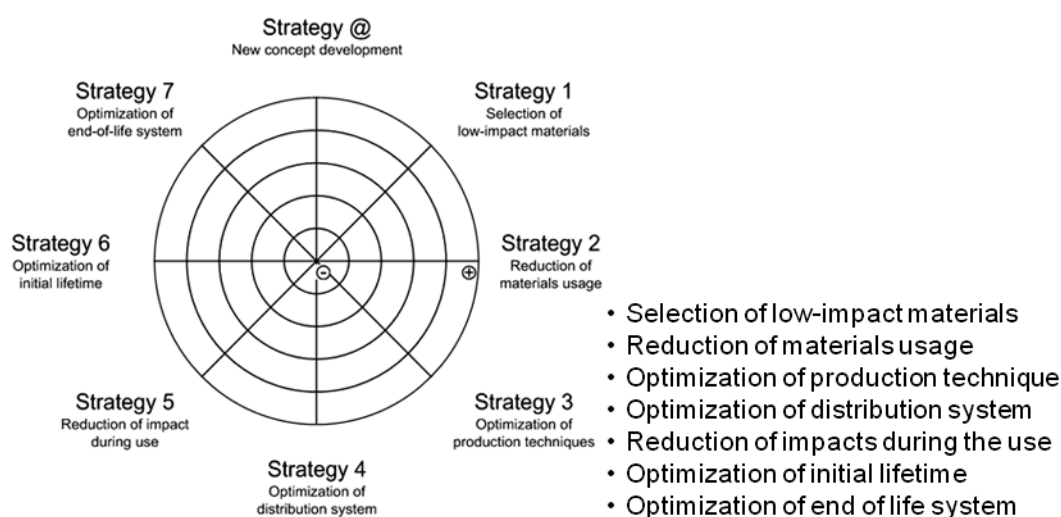 Strategy @
New concept development
Strategy 7
Optimization of
end-of-life system
Strategy 1
Selection of
low-impact materials
Strategy 6
Optimization of
initial lifetime
-
+
Strategy 2
Reduction of
materials usage
Strategy 5
Reduction of impact
during use
Strategy 3
Optimization of
production techniques
Strategy 4
Optimization of
distribution system
• Selection of low-impact materials
• Reduction of materials usage
• Optimization of production technique
• Optimization of distribution system
• Reduction of impacts during the use
• Optimization of initial lifetime
• Optimization of end of life system